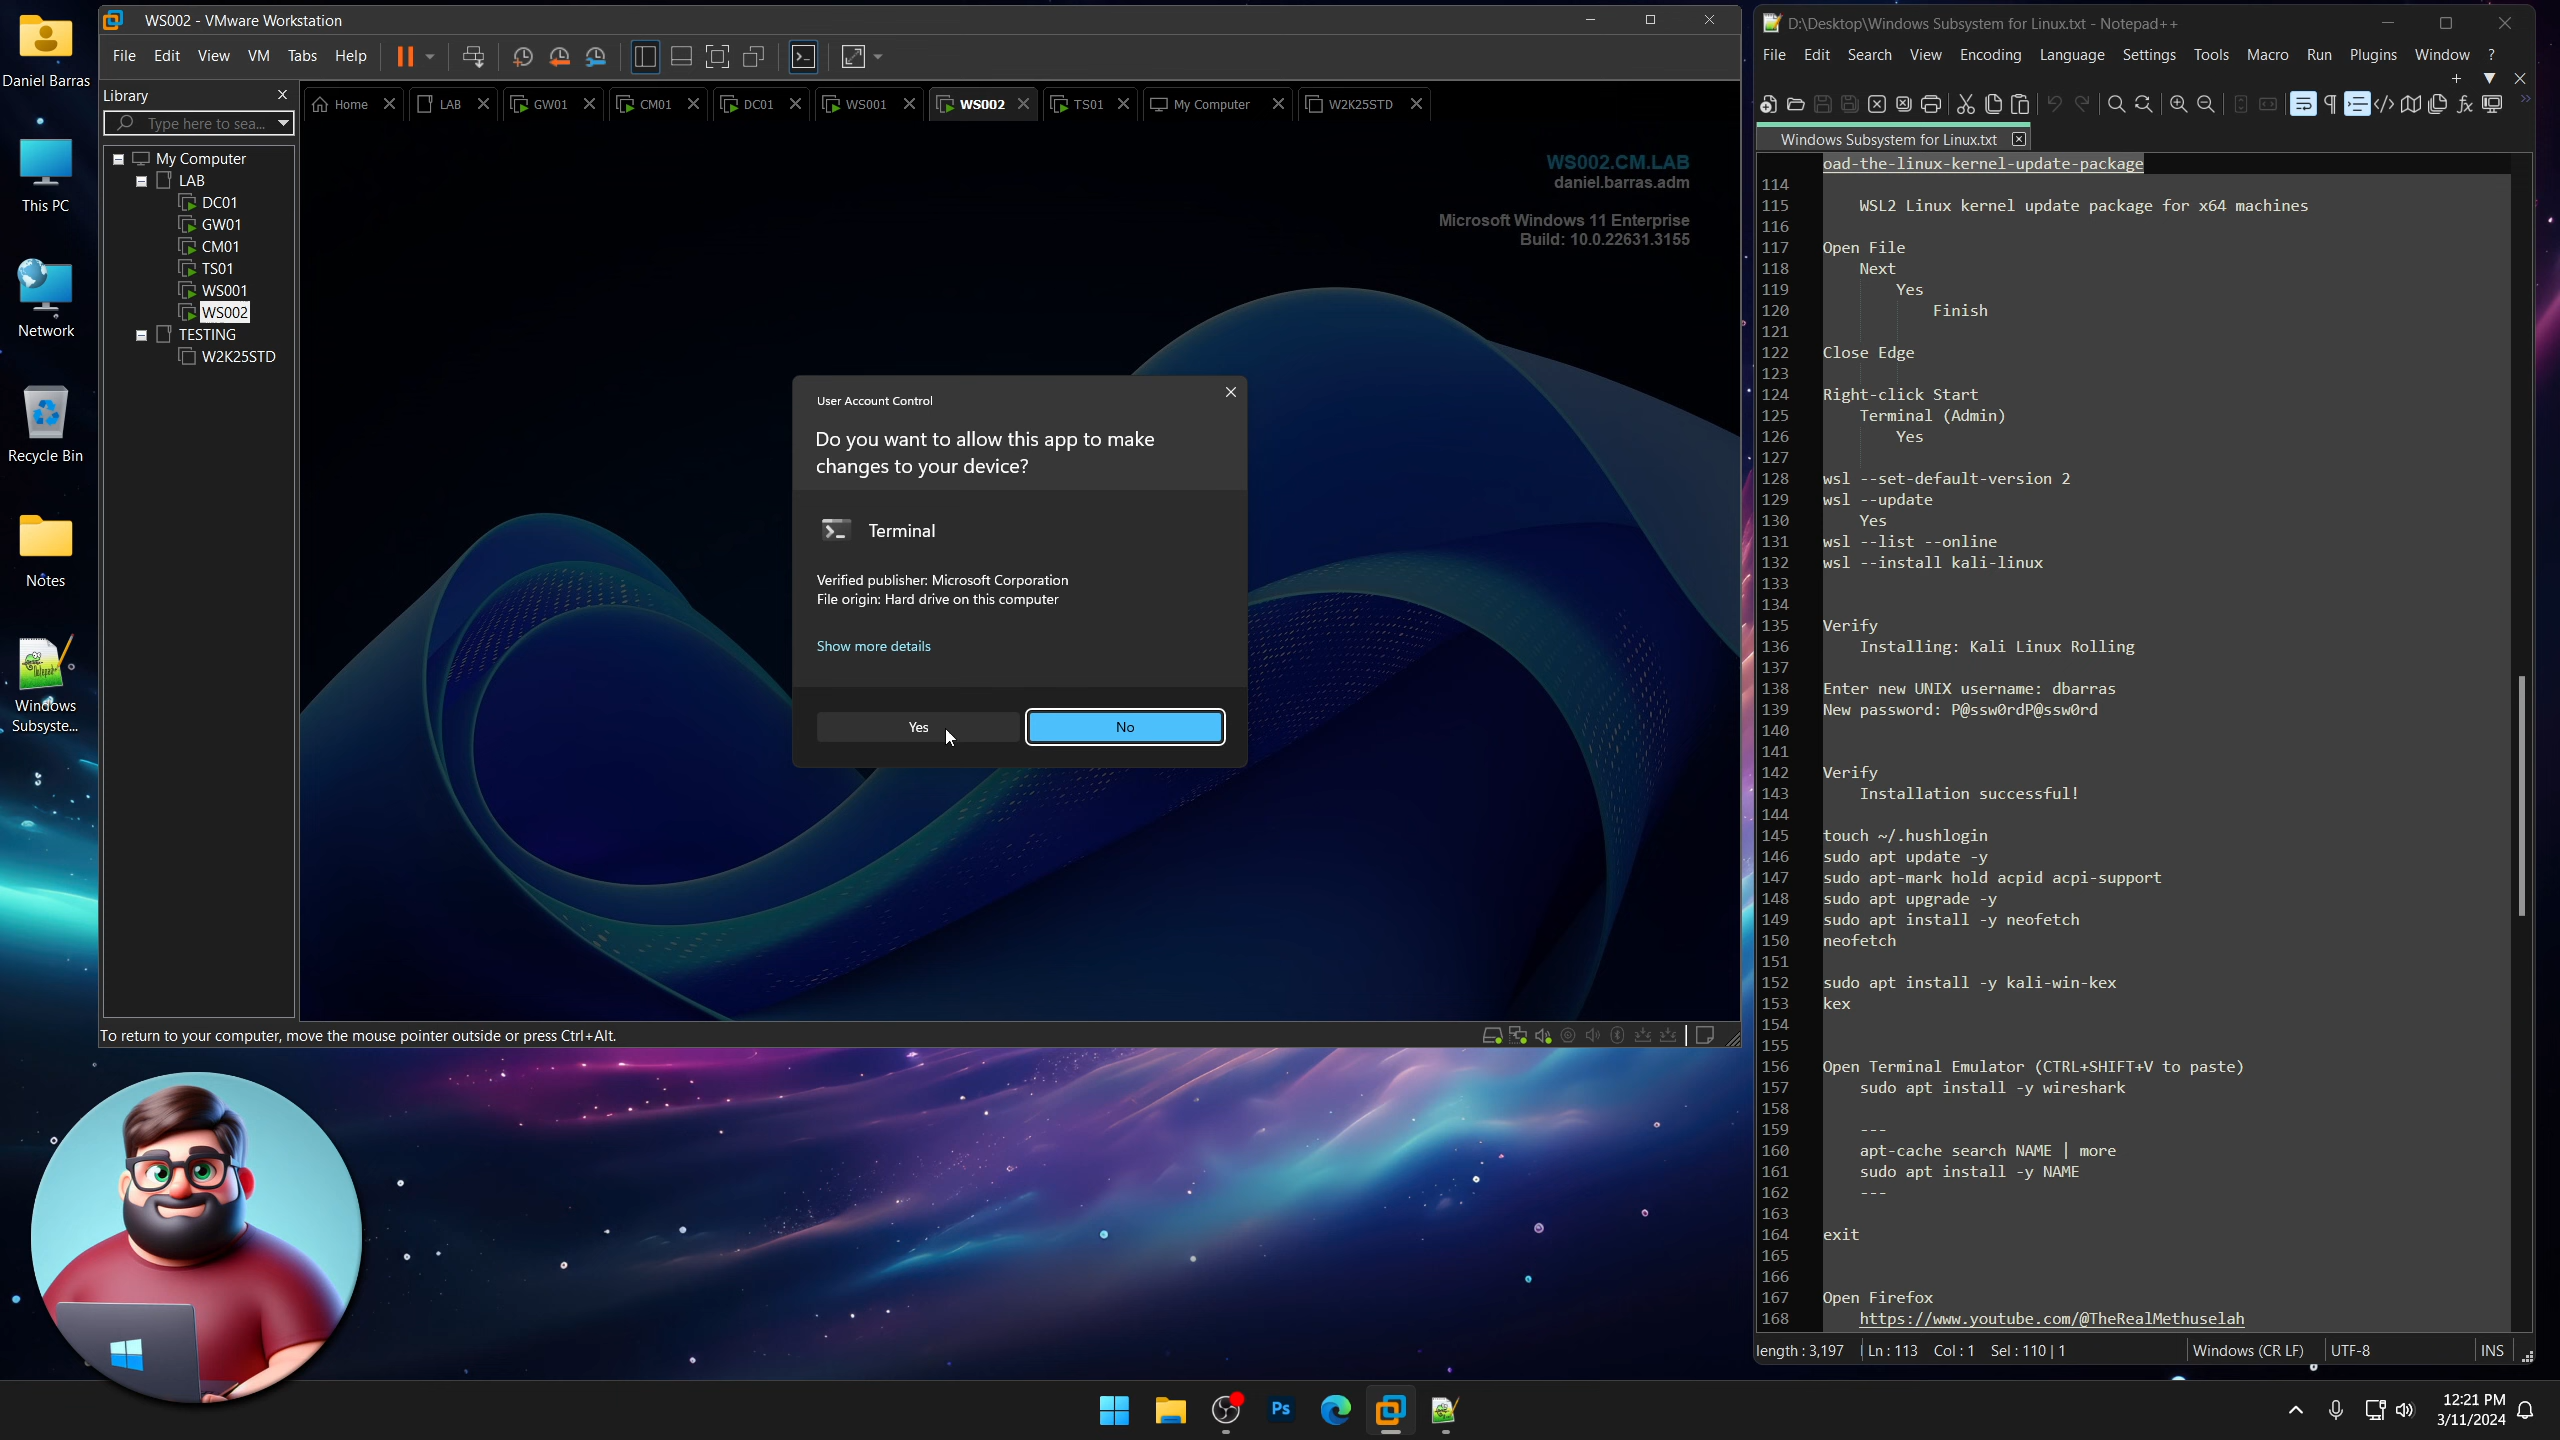 Daniel Barras
This PC
Network
Recycle Bin
Notes
Windows
Subsyste...
WS002 - VMware Workstation
File Edit View VM Tabs Help
Library
Type here to sea...
My Computer
LAB
DC01
GW01
CM01
TS01
WS001
WS002
TESTING
W2K25STD
Home LAB GW01 CM01 DC01 WS001 WS002 TS01 My Computer W2K25STD
WS002.CM.LAB
daniel.barras.adm
Microsoft Windows 11 Enterprise
Build: 10.0.22631.3155
User Account Control
Do you want to allow this app to make
changes to your device?
Terminal
Verified publisher: Microsoft Corporation
File origin: Hard drive on this computer
Show more details
Yes No
To return to your computer, move the mouse pointer outside or press Ctrl+Alt.
D:\Desktop\Windows Subsystem for Linux.txt - Notepad++
File Edit Search View Encoding Language Settings Tools Macro Run Plugins Window ?
Windows Subsystem for Linux.txt
oad-the-linux-kernel-update-package
114
115 WSL2 Linux kernel update package for x64 machines
116
117 Open File
118 Next
119 Yes
120 Finish
121
122 Close Edge
123
124 Right-click Start
125 Terminal (Admin)
126 Yes
127
128 wsl --set-default-version 2
129 wsl --update
130 Yes
131 wsl --list --online
132 wsl --install kali-linux
133
134
135 Verify
136 Installing: Kali Linux Rolling
137
138 Enter new UNIX username: dbarras
139 New password: P@ssw0rdP@ssw0rd
140
141
142 Verify
143 Installation successful!
144
145 touch ~/.hushlogin
146 sudo apt update -y
147 sudo apt-mark hold acpid acpi-support
148 sudo apt upgrade -y
149 sudo apt install -y neofetch
150 neofetch
151
152 sudo apt install -y kali-win-kex
153 kex
154
155
156 Open Terminal Emulator (CTRL+SHIFT+V to paste)
157 sudo apt install -y wireshark
158
159 ---
160 apt-cache search NAME | more
161 sudo apt install -y NAME
162 ---
163
164 exit
165
166
167 Open Firefox
168 https://www.youtube.com/@TheRealMethuselah
length : 3,197 Ln : 113 Col : 1 Sel : 110 | 1 Windows (CR LF) UTF-8 INS
Ps
12:21 PM
3/11/2024